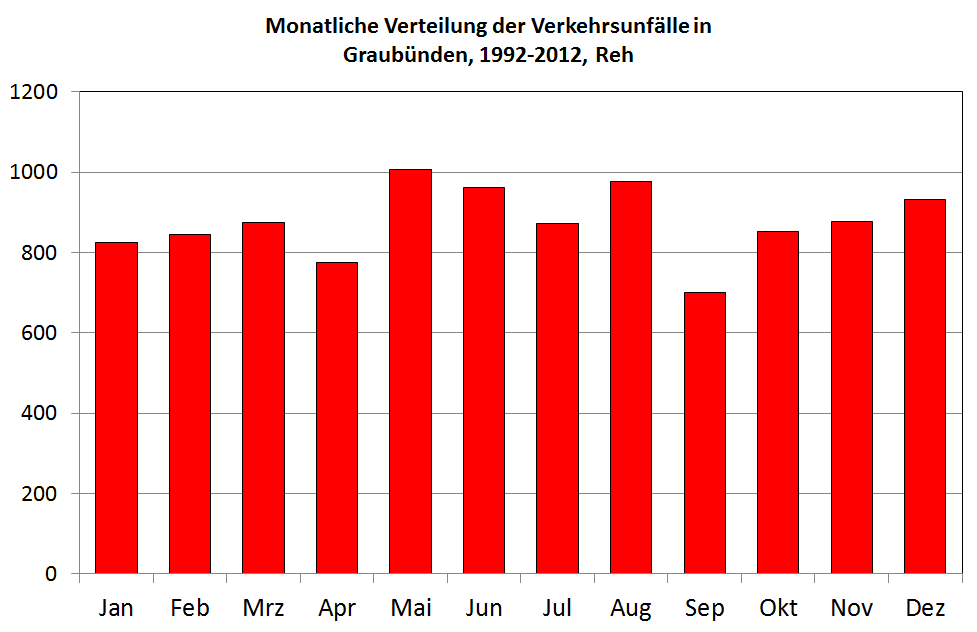 Monatliche Verteilung der Verkehrsunfälle in
Graubünden, 1992-2012, Reh
1200
1000
800
600
400
200
0
Jan Feb Mrz Apr Mai Jun Jul Aug Sep Okt Nov Dez